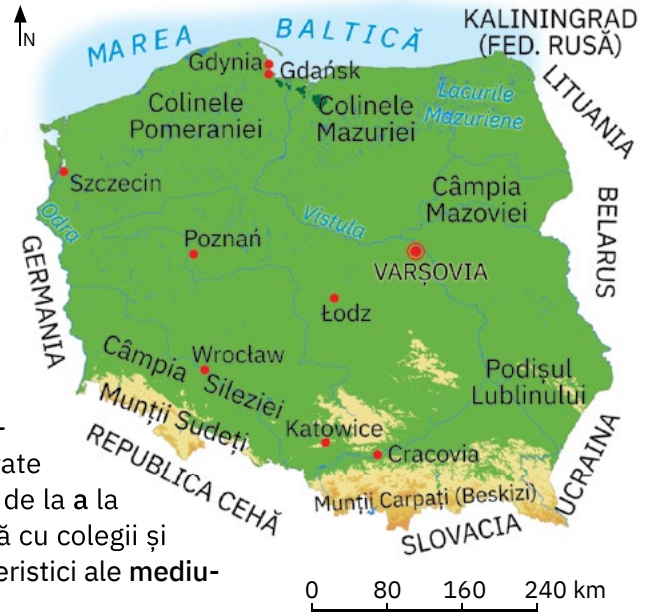 N
MAREA BALTICĂ
KALININGRAD
(FED. RUSĂ)
LITUANIA
Gdynia
Gdańsk
Colinele
Pomeraniei
Colinele
Mazuriei
Lacurile
Mazuriene
Szczecin
Câmpia
Mazoviei
BELARUS
Odra
Vistula
Poznań
VARȘOVIA
GERMANIA
Łodz
Câmpia Sileziei
Wrocław
Podișul
Lublinului
Munții Sudeți
Katowice
Cracovia
UCRAINA
REPUBLICA CEHĂ
Munții Carpați (Beskizi)
SLOVACIA
-
ate
de la a la
ă cu colegii și
eristici ale mediu-
0 80 160 240 km